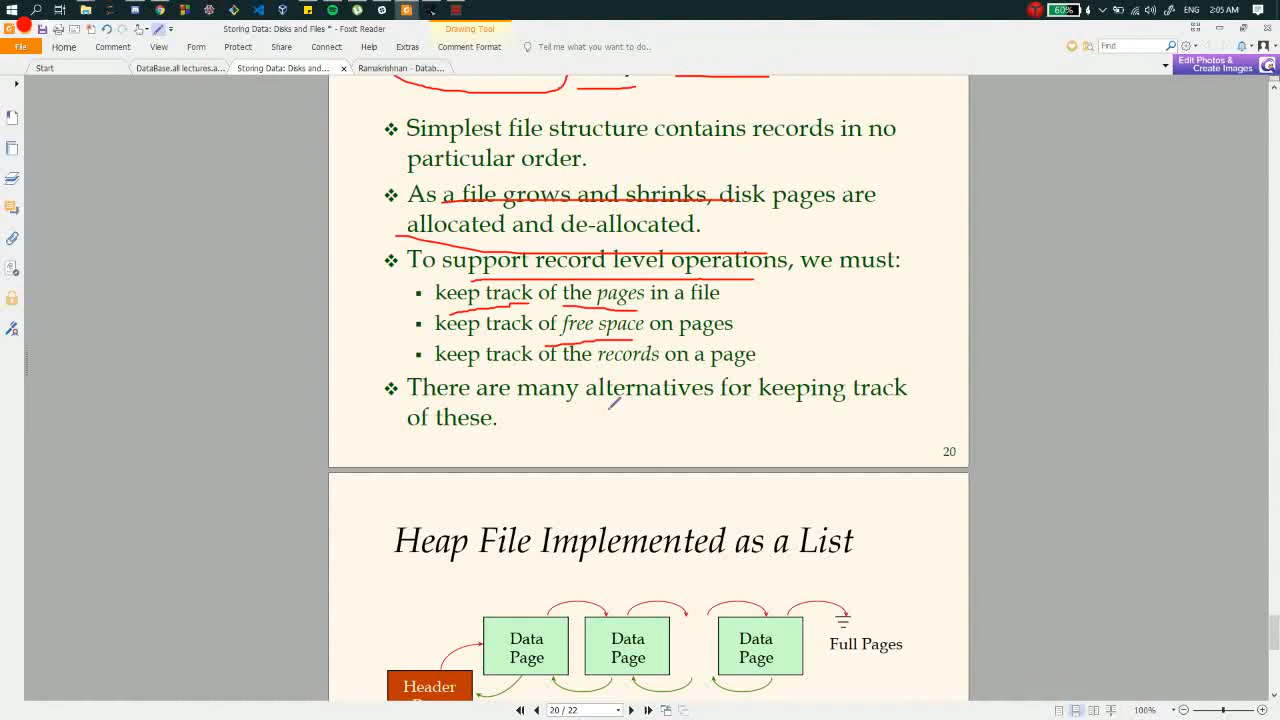 60%
ENG
2:05 AM
Storing Data: Disks and Files * - Foxit Reader
Drawing Tool
File
Home
Comment
View
Form
Protect
Share
Connect
Help
Extras
Comment Format
Tell me what you want to do..
Find
Start
DataBase.all lectures.a...
Storing Data: Disks and...
Ramakrishnan - Datab...
Edit Photos &
Create Images
Simplest file structure contains records in no
particular order.
As a file grows and shrinks, disk pages are
allocated and de-allocated.
To support record level operations, we must:
keep track of the pages in a file
keep track of free space on pages
keep track of the records on a page
There are many alternatives for keeping track
of these.
20
Heap File Implemented as a List
Data
Page
Data
Page
Data
Page
Full Pages
Header
20 / 22
100%